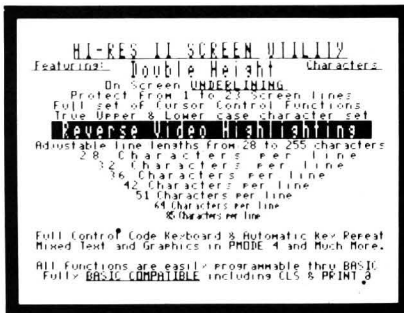 HI-RES II SCREEN UTILITY
Featuring: Double Height Characters
On Screen UNDERLINING
Protect from 1 to 23 Screen lines
Full set of Cursor Control Functions
True Upper & Lower case character set
Reverse Video Highlighting
Adjustable line lengths from 28 to 255 characters
28 Characters per line
32 Characters per line
36 Characters per line
42 Characters per line
51 Characters per line
64 Characters per line
85 Characters per line
Full Control Code Keyboard & Automatic Key Repeat
Mixed Text and Graphics in PMODE 4 and Much More.
All functions are easily programmable thru BASIC
Fully BASIC COMPATIBLE including CLS & PRINT @